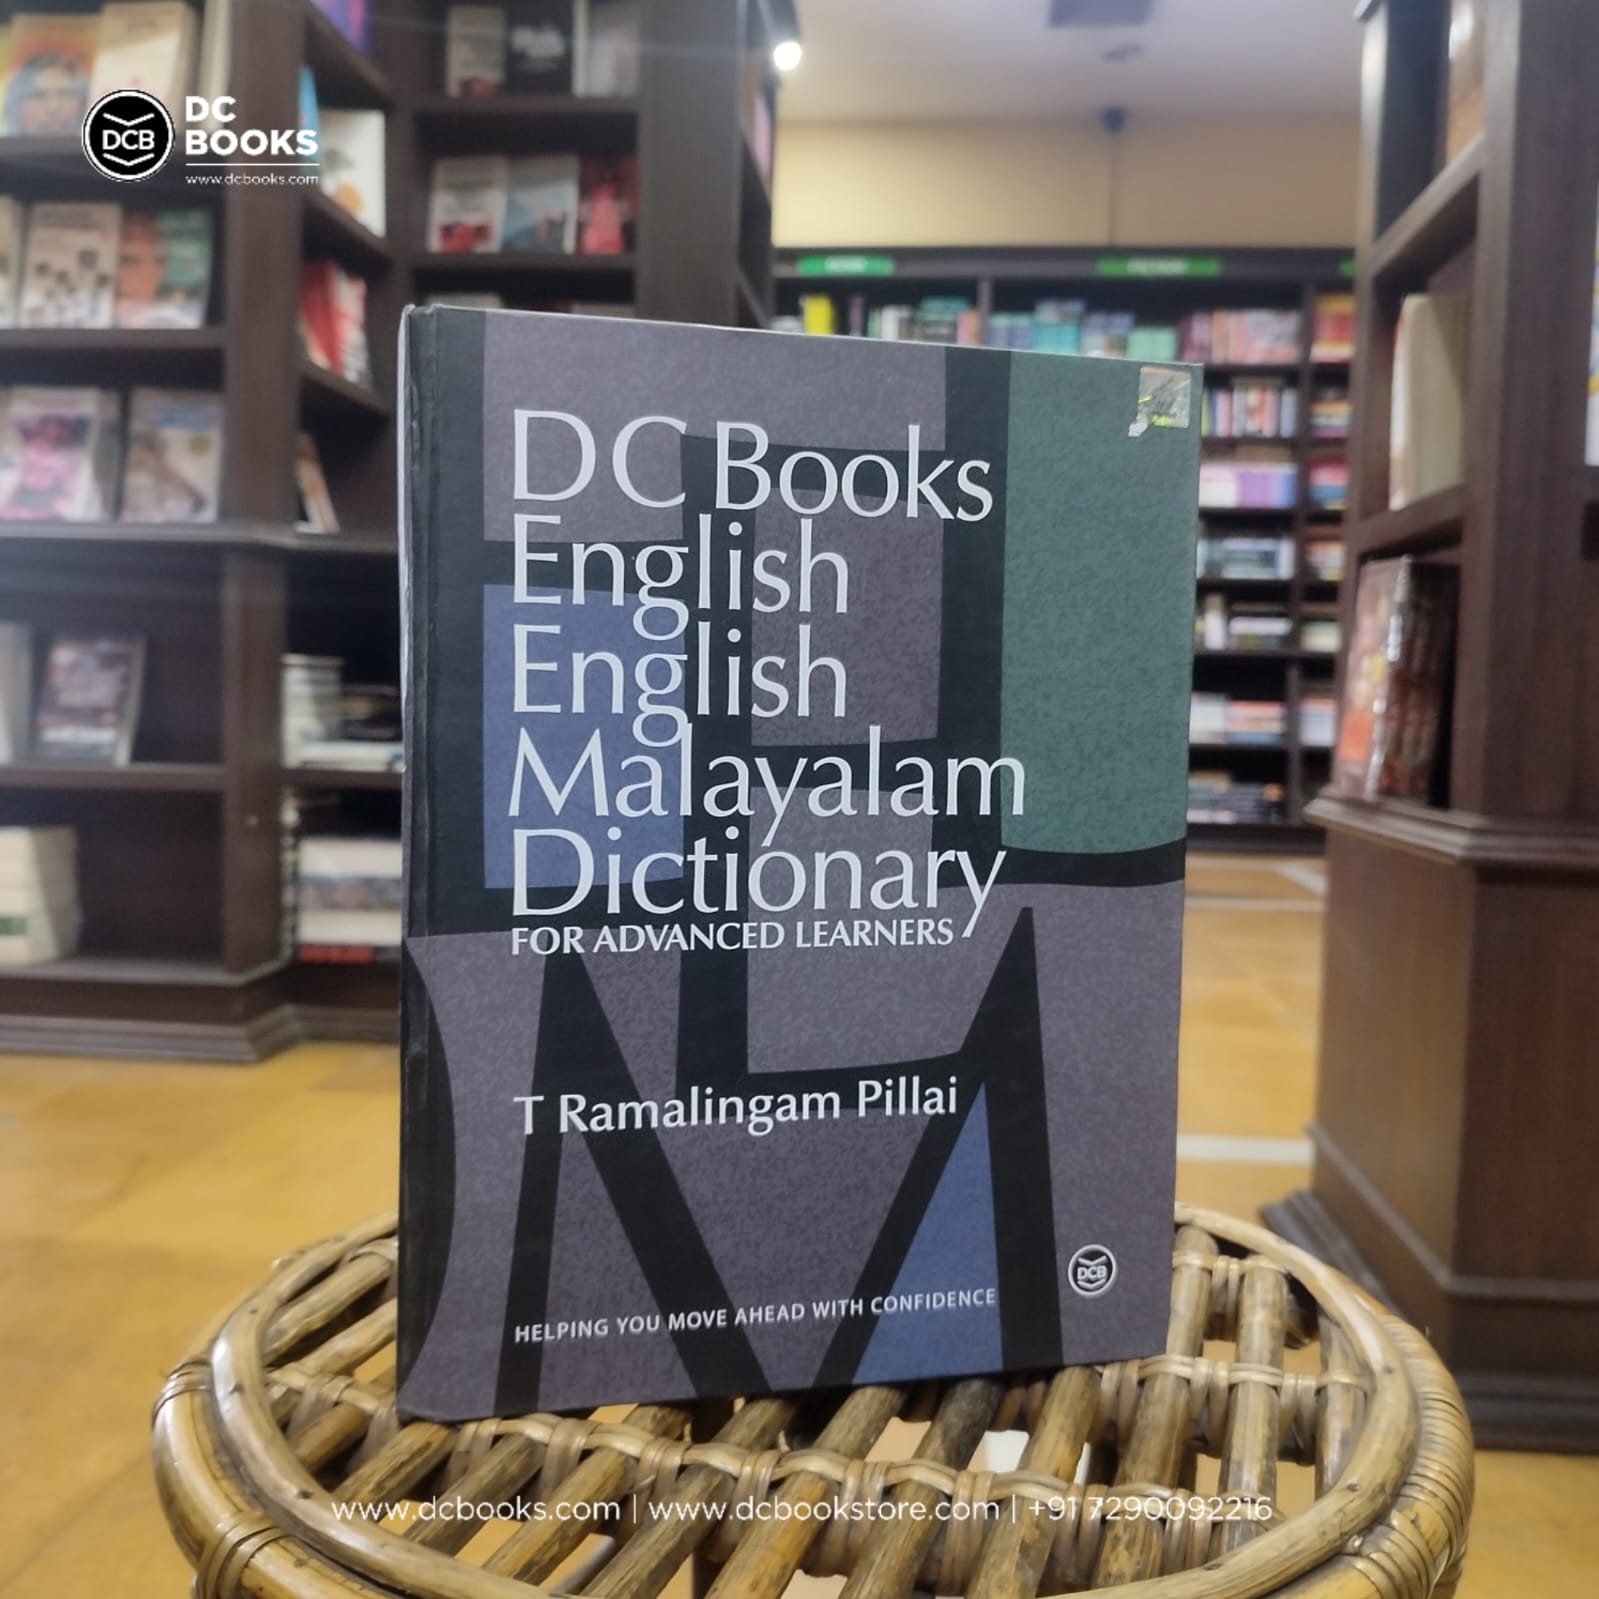 DCB
DC
BOOKS
www.dcbooks.com
DC Books
English
English
Malayalam
Dictionary
FOR ADVANCED LEARNERS
T Ramalingam Pillai
DCB
HELPING YOU MOVE AHEAD WITH CONFIDENCE
www.dcbooks.com | www.dcbookstore.com | +91 7290092216